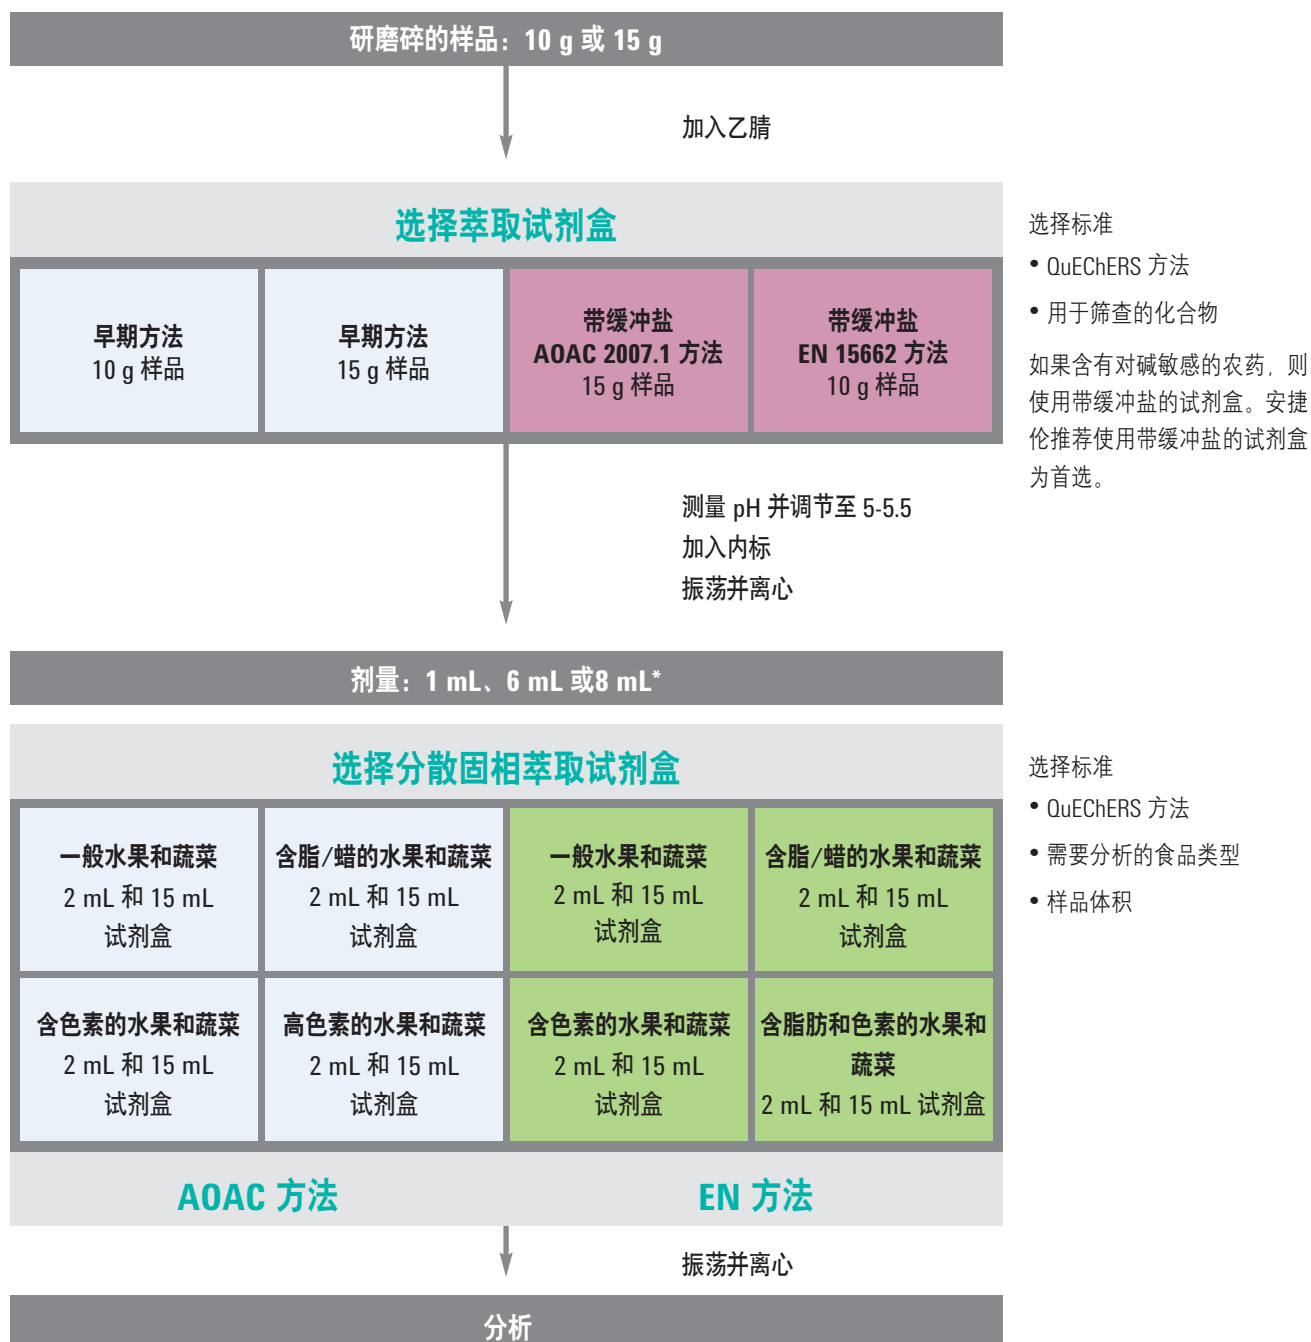 研磨碎的样品：10 g 或 15 g
加入乙腈
选择萃取试剂盒
早期方法
10 g 样品
早期方法
15 g 样品
带缓冲盐
AOAC 2007.1 方法
15 g 样品
带缓冲盐
EN 15662 方法
10 g 样品
选择标准
• QuEChERS 方法
• 用于筛查的化合物
如果含有对碱敏感的农药，则
使用带缓冲盐的试剂盒。安捷
伦推荐使用带缓冲盐的试剂盒
为首选。
测量 pH 并调节至 5-5.5
加入内标
振荡并离心
剂量：1 mL、6 mL 或8 mL*
选择分散固相萃取试剂盒
一般水果和蔬菜
2 mL 和 15 mL
试剂盒
含脂/蜡的水果和蔬菜
2 mL 和 15 mL
试剂盒
一般水果和蔬菜
2 mL 和 15 mL
试剂盒
含脂/蜡的水果和蔬菜
2 mL 和 15 mL
试剂盒
含色素的水果和蔬菜
2 mL 和 15 mL
试剂盒
高色素的水果和蔬菜
2 mL 和 15 mL
试剂盒
含色素的水果和蔬菜
2 mL 和 15 mL
试剂盒
含脂肪和色素的水果和
蔬菜
2 mL 和 15 mL 试剂盒
选择标准
• QuEChERS 方法
• 需要分析的食品类型
• 样品体积
AOAC 方法
EN 方法
振荡并离心
分析